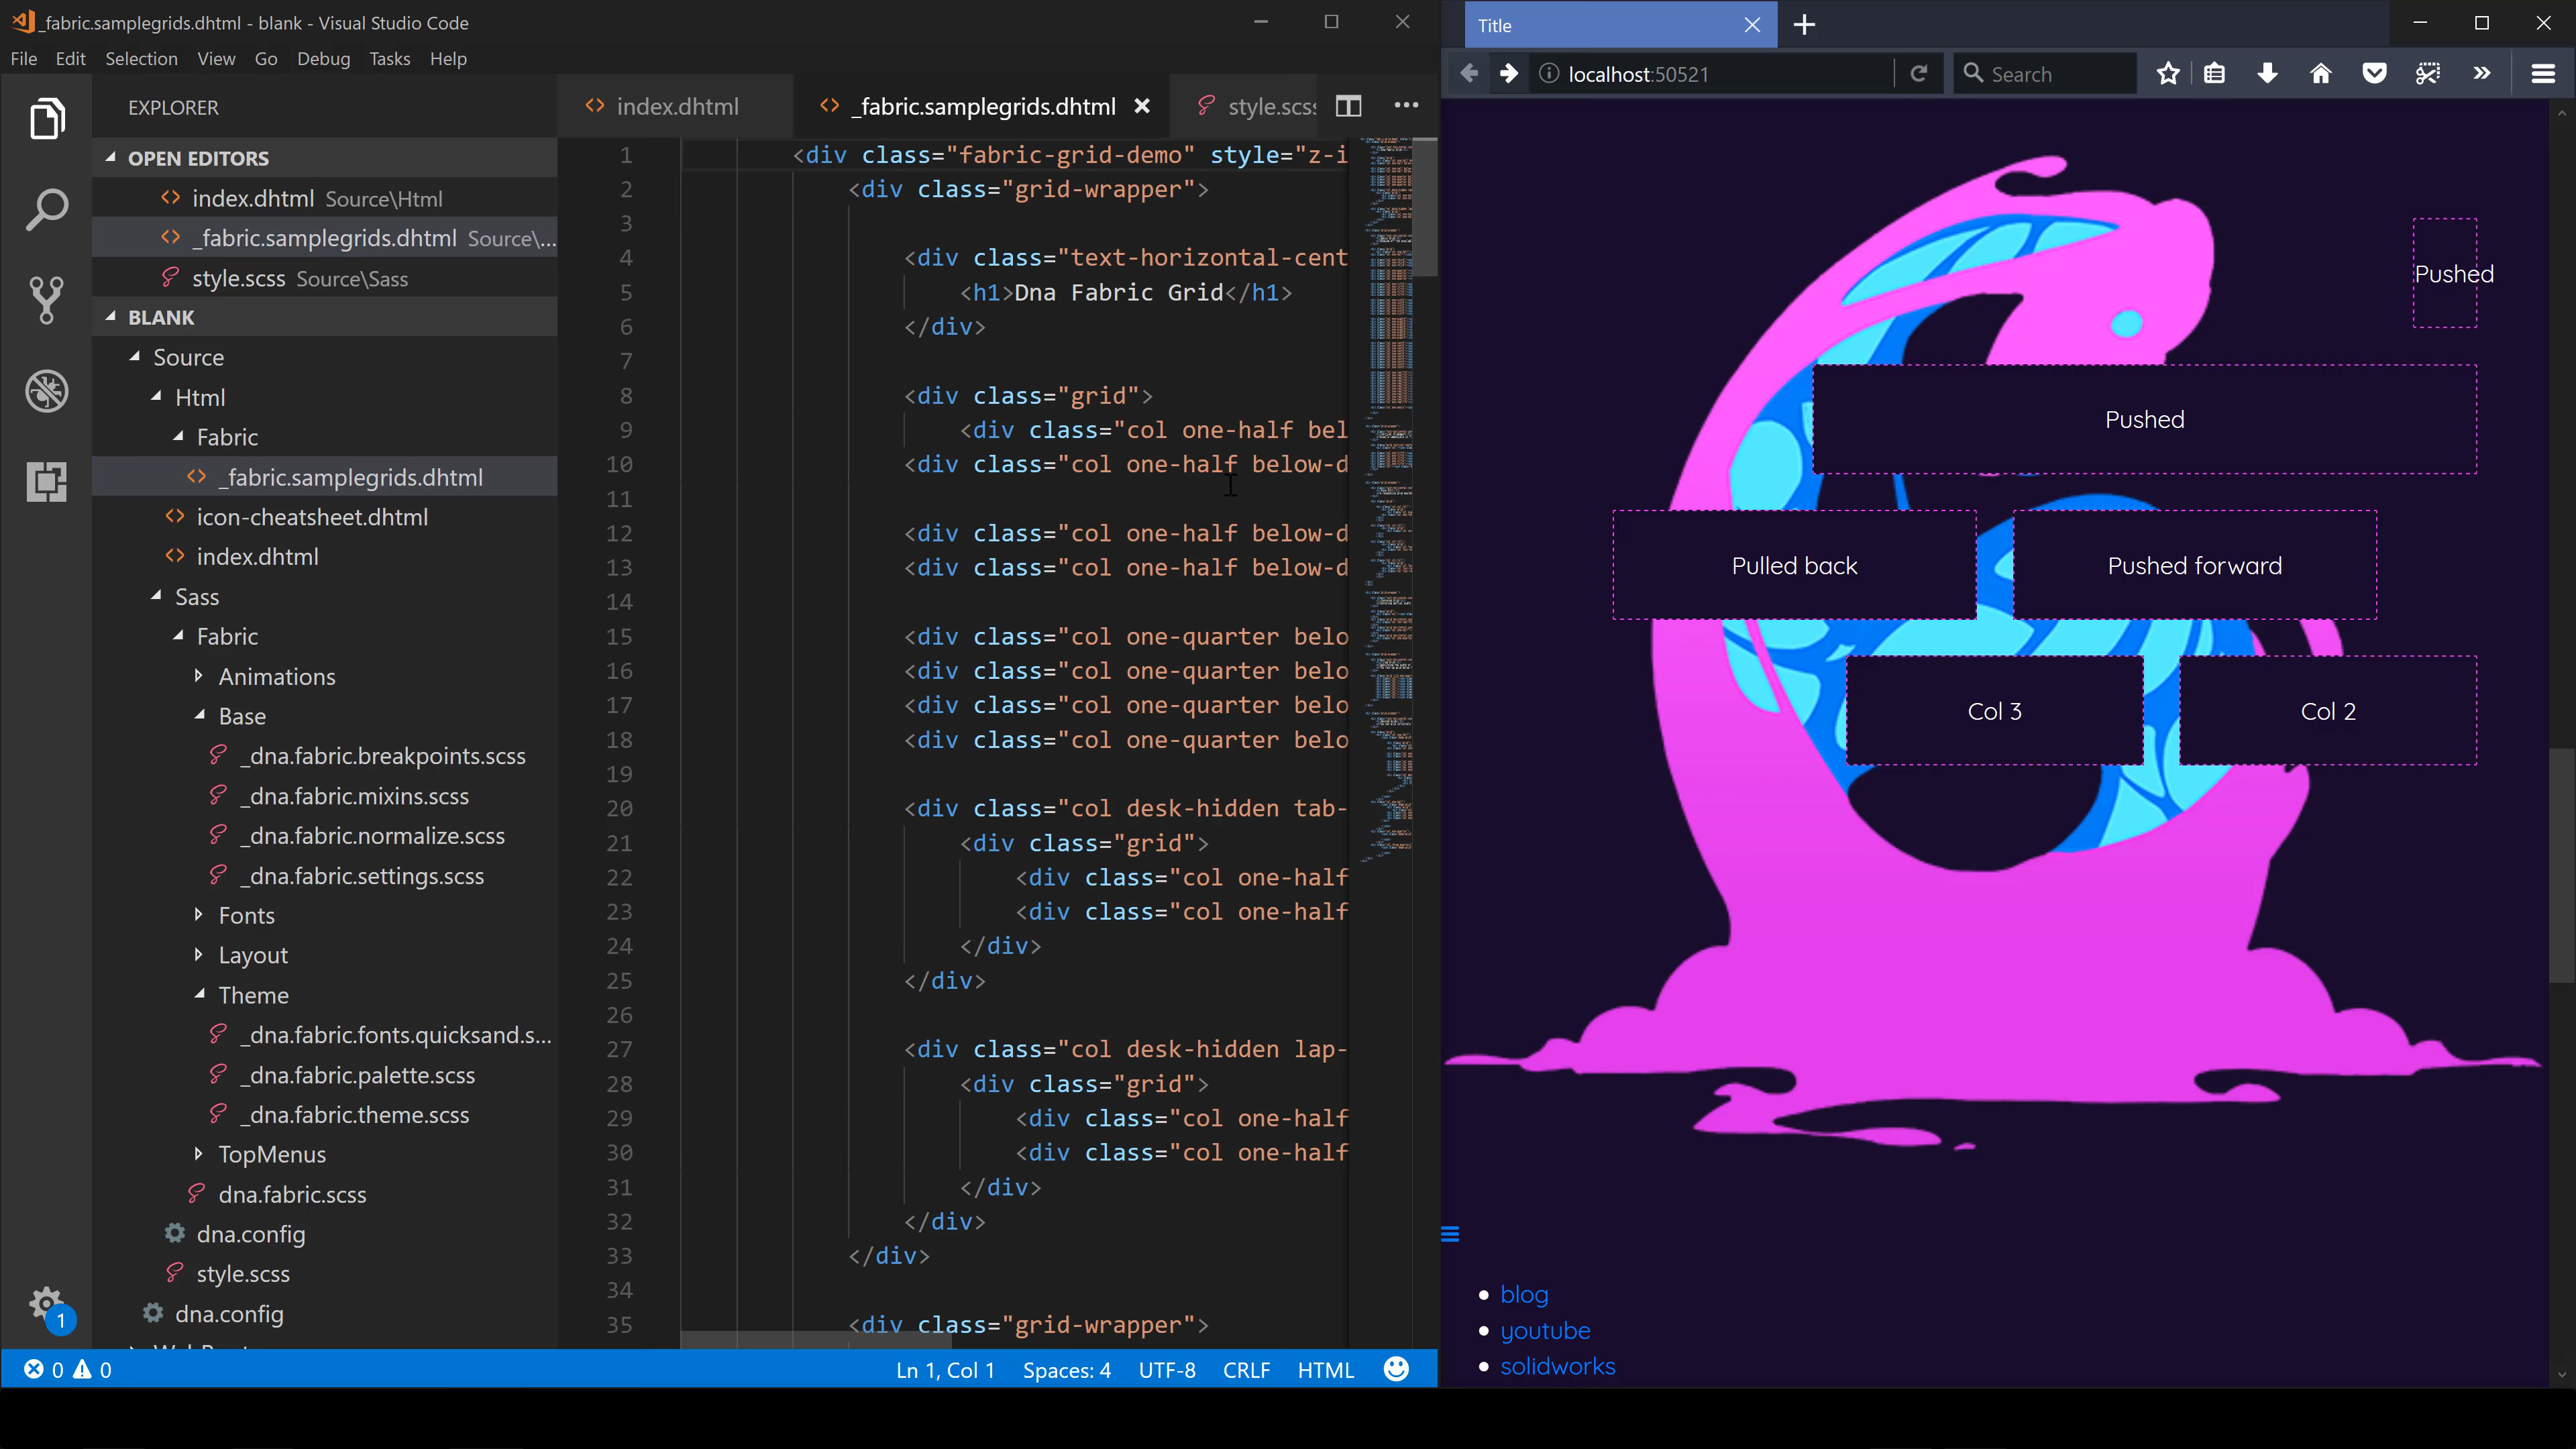 _fabric.samplegrids.dhtml - blank - Visual Studio Code
File Edit Selection View Go Debug Tasks Help
EXPLORER
OPEN EDITORS
index.dhtml Source\Html
_fabric.samplegrids.dhtml Source\...
style.scss Source\Sass
BLANK
Source
Html
Fabric
_fabric.samplegrids.dhtml
icon-cheatsheet.dhtml
index.dhtml
Sass
Fabric
Animations
Base
_dna.fabric.breakpoints.scss
_dna.fabric.mixins.scss
_dna.fabric.normalize.scss
_dna.fabric.settings.scss
Fonts
Layout
Theme
_dna.fabric.fonts.quicksand.s...
_dna.fabric.palette.scss
_dna.fabric.theme.scss
TopMenus
dna.fabric.scss
dna.config
style.scss
dna.config
1
index.dhtml
_fabric.samplegrids.dhtml
style.scss
1 <div class="fabric-grid-demo" style="z-i
2 <div class="grid-wrapper">
3
4 <div class="text-horizontal-cent
5 <h1>Dna Fabric Grid</h1>
6 </div>
7
8 <div class="grid">
9 <div class="col one-half bel
10 <div class="col one-half below-d
11
12 <div class="col one-half below-d
13 <div class="col one-half below-d
14
15 <div class="col one-quarter belo
16 <div class="col one-quarter belo
17 <div class="col one-quarter belo
18 <div class="col one-quarter belo
19
20 <div class="col desk-hidden tab-
21 <div class="grid">
22 <div class="col one-half
23 <div class="col one-half
24 </div>
25 </div>
26
27 <div class="col desk-hidden lap-
28 <div class="grid">
29 <div class="col one-half
30 <div class="col one-half
31 </div>
32 </div>
33 </div>
34
35 <div class="grid-wrapper">
0 0
Ln 1, Col 1 Spaces: 4 UTF-8 CRLF HTML
Title
localhost:50521
Search
Pushed
Pushed
Pulled back
Pushed forward
Col 3
Col 2
blog
youtube
solidworks